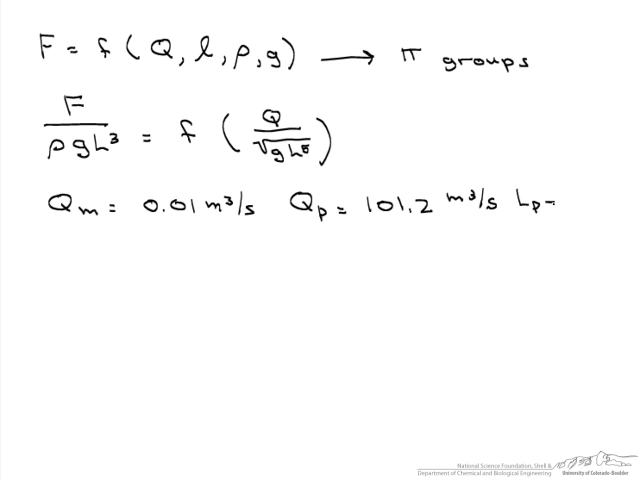 F = f ( Q, l, ρ, g ) → π groups
F / ρgL³ = f ( Q / √gL⁵ )
Qm = 0.01 m³/s Qp = 101.2 m³/s Lp-
National Science Foundation, Shell &
Department of Chemical and Biological Engineering
University of Colorado-Boulder